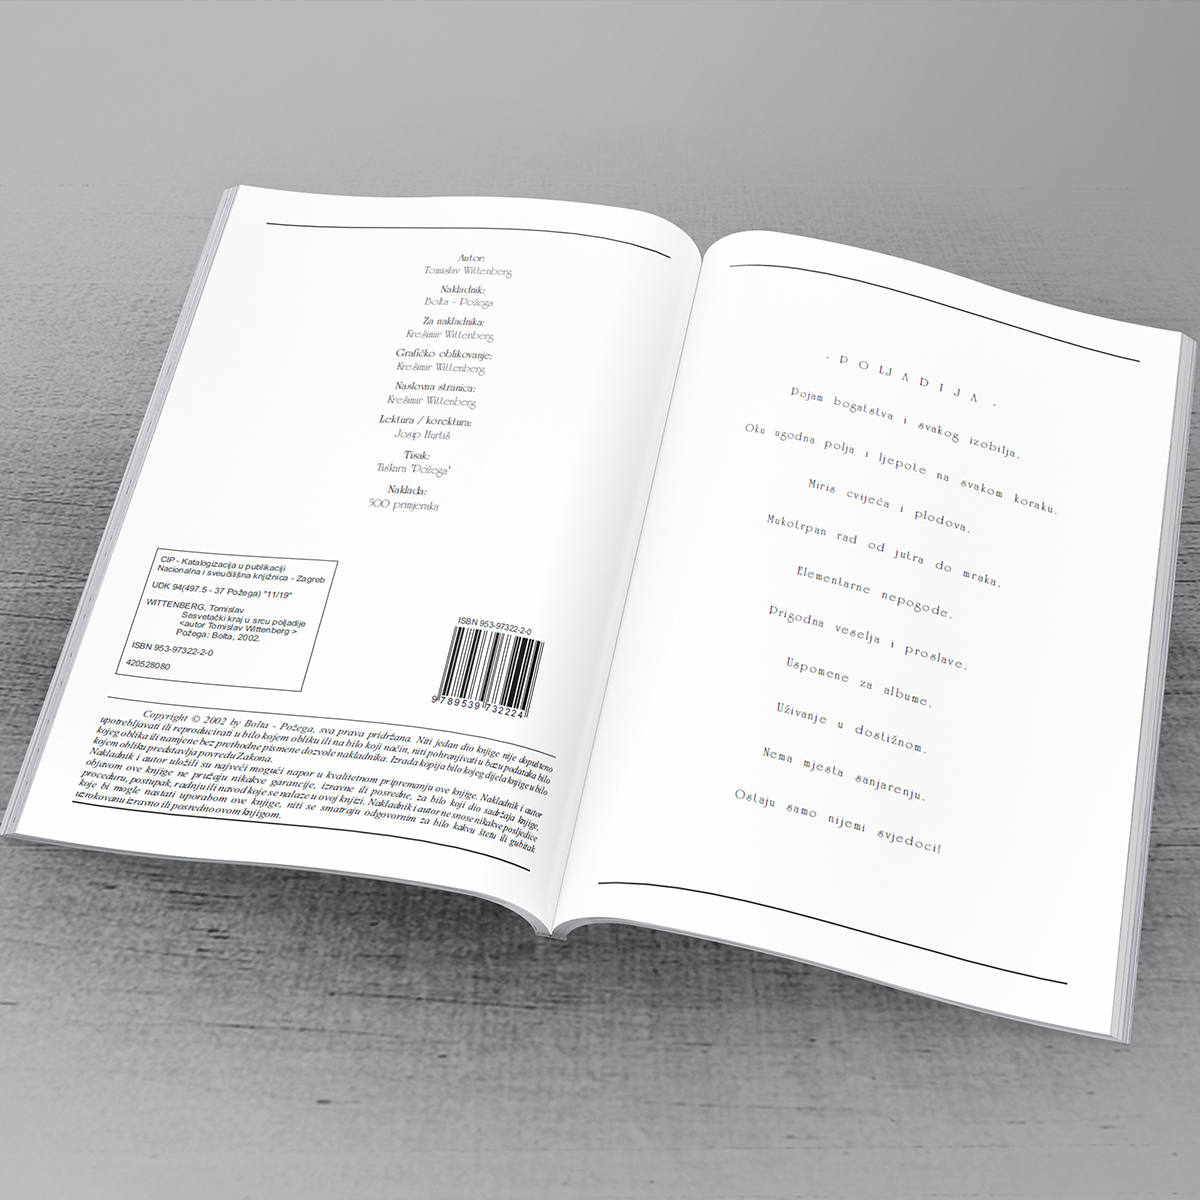 Autor:
Tomislav Wittenberg
Nakladnik:
Bolta - Požega
Za nakladnika:
Krešimir Wittenberg
Grafičko oblikovanje:
Krešimir Wittenberg
Naslovna stranica:
Krešimir Wittenberg
Lektura / korektura:
Josip Hurtiš
Tisak:
Tiskara 'Požega'
Naklada:
500 primjeraka
CIP - Katalogizacija u publikaciji
Nacionalna i sveučilišna knjižnica - Zagreb
UDK 94(497.5 - 37 Požega) "11/19"
WITTENBERG, Tomislav
Sesvetački kraj u srcu poljadije
<autor Tomislav Wittenberg >
Požega: Bolta, 2002.
ISBN 953-97322-2-0
420528080
ISBN 953-97322-2-0
9 789539 732224
Copyright © 2002 by Bolta - Požega, sva prava pridržana. Niti jedan dio knjige nije dopušteno
upotrebljavati ili reproducirati u bilo kojem obliku ili na bilo koji način, niti pohranjivati u bazu podataka bilo
kojeg oblika ili namjene bez prethodne pismene dozvole nakladnika. Izrada kopija bilo kojeg dijela knjige u bilo
kojem obliku predstavlja povredu Zakona.
Nakladnik i autor uložili su najveći mogući napor u kvalitetnom pripremanju ove knjige. Nakladnik i autor
objavom ove knjige ne pružaju nikakve garancije, izravne ili posredne, za bilo koji dio sadržaja knjige,
proceduru, postupak, radnju ili navod koje se nalaze u ovoj knjizi. Nakladnik i autor ne snose nikakve posljedice
koje bi mogle nastati uporabom ove knjige, niti se smatraju odgovornim za bilo kakvu štetu ili gubitak
uzrokovanu izravno ili posredno ovom knjigom.
- P O LJ A D I J A -
Pojam bogatstva i svakog izobilja.
Oku ugodna polja i ljepote na svakom koraku.
Miris cvijeća i plodova.
Mukotrpan rad od jutra do mraka.
Elementarne nepogode.
Prigodna veselja i proslave.
Uspomene za albume.
Uživanje u dostižnom.
Nema mjesta sanjarenju.
Ostaju samo nijemi svjedoci!